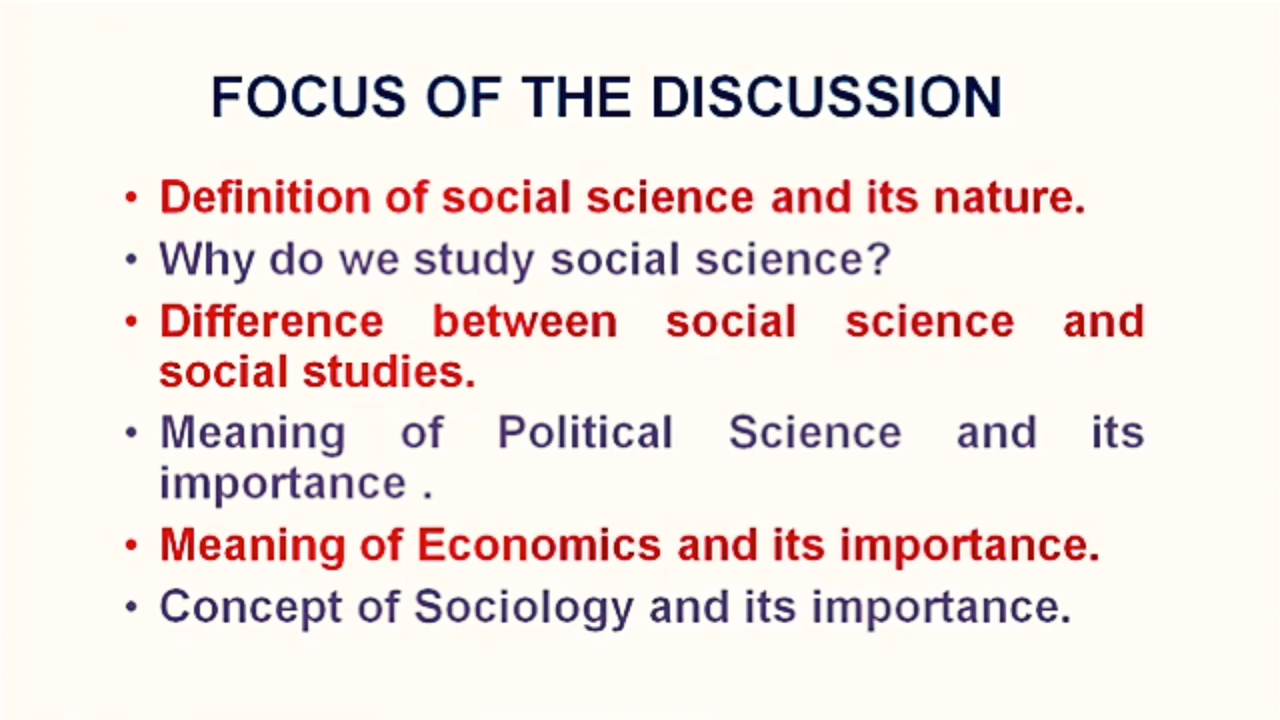 FOCUS OF THE DISCUSSION
• Definition of social science and its nature.
• Why do we study social science?
• Difference between social science and
social studies.
• Meaning of Political Science and its
importance .
• Meaning of Economics and its importance.
• Concept of Sociology and its importance.